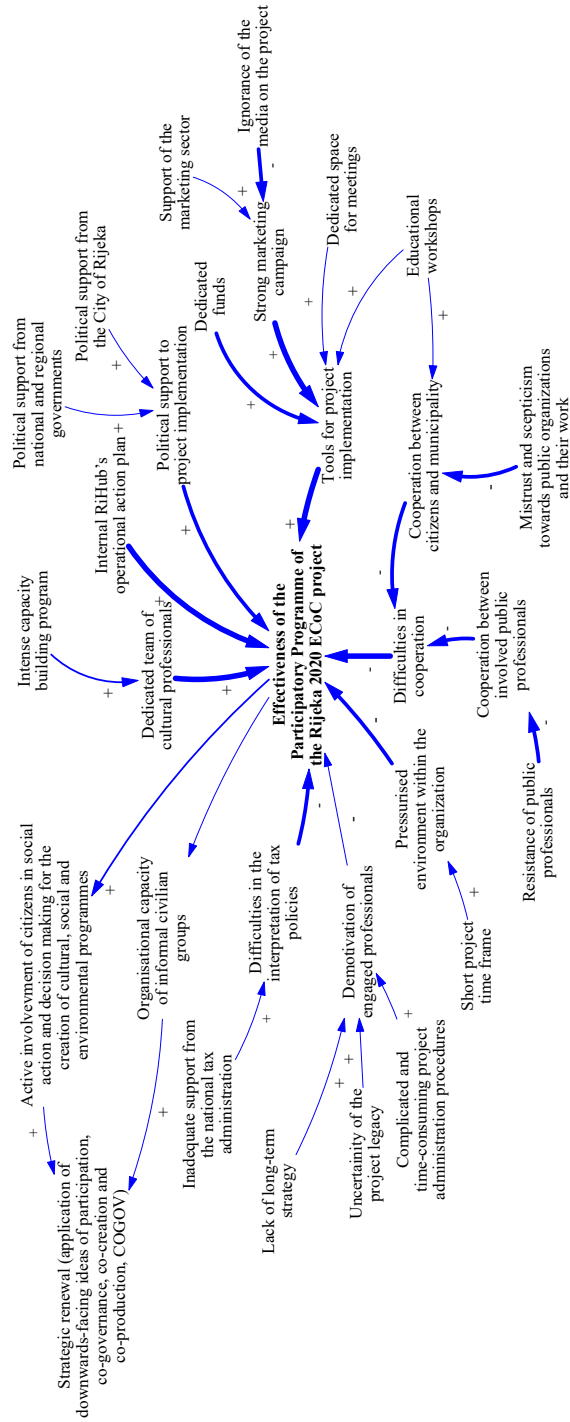 Strategic renewal (application of
downwards-facing ideas of participation,
co-governance, co-creation and
co-production, COGOV)
+
Active involvevment of citizens in social
action and decision making for the
creation of cultural, social and
environmental programmes
+
+
Organisational capacity
of informal civilian
groups
Intense capacity
building program
+
Dedicated team of
cultural professionals
+
Internal RiHub's
operational action plan
+
Political support from
national and regional
governments
+
Political support from
the City of Rijeka
+
Political support to
project implementation
+
Support of the
marketing sector
+
Ignorance of the
media on the project
-
Strong marketing
campaign
+
Dedicated
funds
+
Dedicated space
for meetings
+
Educational
workshops
+
+
Tools for project
implementation
+
Effectiveness of the
Participatory Programme of
the Rijeka 2020 ECoC project
Inadequate support from
the national tax
administration
+
Difficulties in the
interpretation of tax
policies
-
Lack of long-term
strategy
+
Uncertainity of the
project legacy
+
Complicated and
time-consuming project
administration procedures
+
Demotivation of
engaged professionals
-
Short project
time frame
+
Pressurised
environment within the
organization
-
Difficulties in
cooperation
-
Cooperation between
citizens and municipality
-
Mistrust and scepticism
towards public organizations
and their work
-
Cooperation between
involved public
professionals
-
Resistance of public
professionals
-